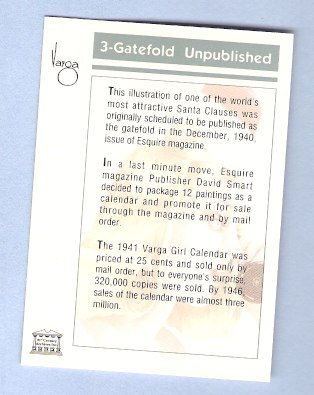 Varga
3-Gatefold Unpublished
This illustration of one of the world's
most attractive Santa Clauses was
originally scheduled to be published as
the gatefold in the December, 1940,
issue of Esquire magazine.
In a last minute move, Esquire
magazine Publisher David Smart
decided to package 12 paintings as a
calendar and promote it for sale
through the magazine and by mail
order.
The 1941 Varga Girl Calendar was
priced at 25 cents and sold only by
mail order, but to everyone's surprise,
320,000 copies were sold. By 1946,
sales of the calendar were almost three
million.